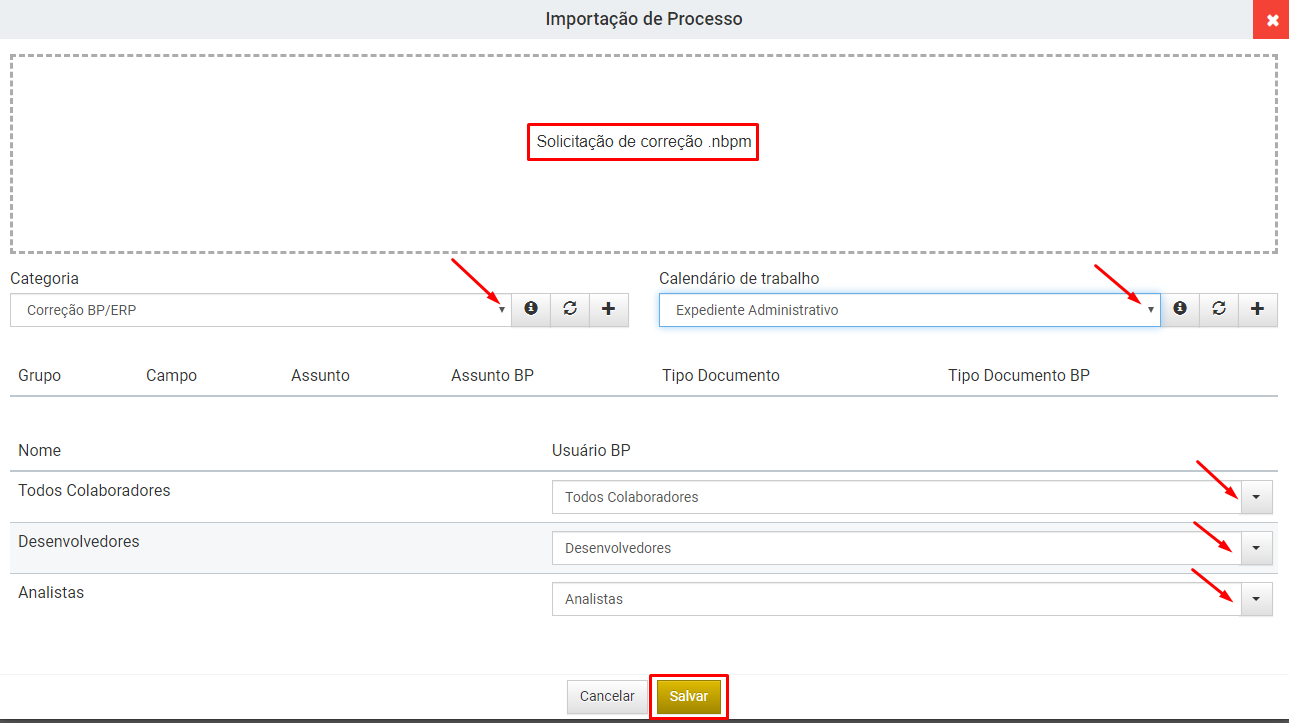 Importação de Processo
Solicitação de correção .nbpm
Categoria
Calendário de trabalho
Correção BP/ERP
Expediente Administrativo
Grupo Campo Assunto Assunto BP Tipo Documento Tipo Documento BP
Nome Usuário BP
Todos Colaboradores Todos Colaboradores
Desenvolvedores Desenvolvedores
Analistas Analistas
Cancelar Salvar